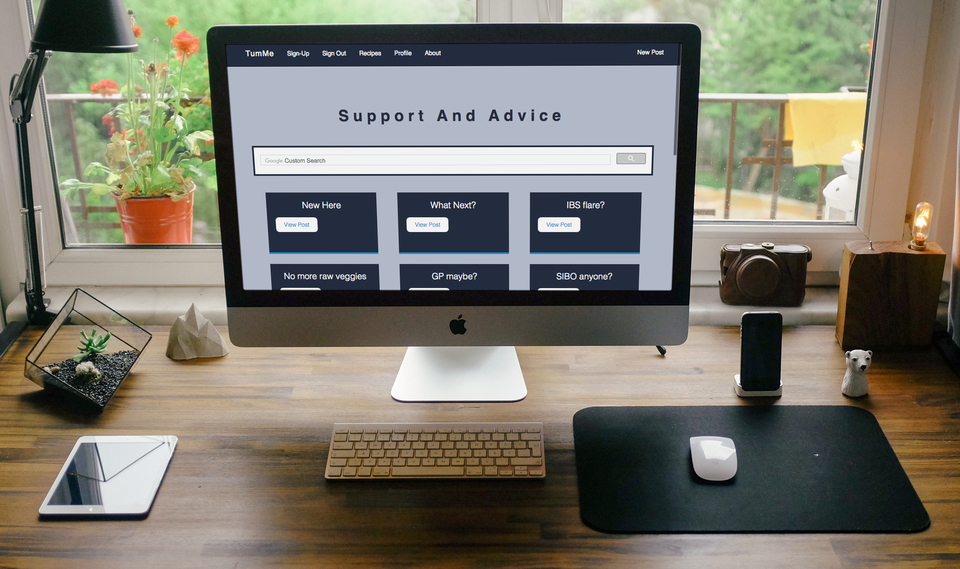 TumMe Sign-Up Sign Out Recipes Profile About New Post
Support And Advice
Google Custom Search
New Here What Next? IBS flare?
View Post View Post View Post
No more raw veggies GP maybe? SIBO anyone?